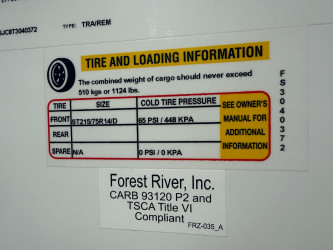 SJC8T3040372
TYPE: TRA/REM
TIRE AND LOADING INFORMATION
The combined weight of cargo should never exceed
510 kgs or 1124 lbs.
TIRE SIZE COLD TIRE PRESSURE
FRONT ST215/75R14/D 65 PSI / 448 KPA
REAR
SPARE N/A 0 PSI / 0 KPA
SEE OWNER'S
MANUAL FOR
ADDITIONAL
INFORMATION
FS3040372
Forest River, Inc.
CARB 93120 P2 and
TSCA Title VI
Compliant
FRZ-035_A